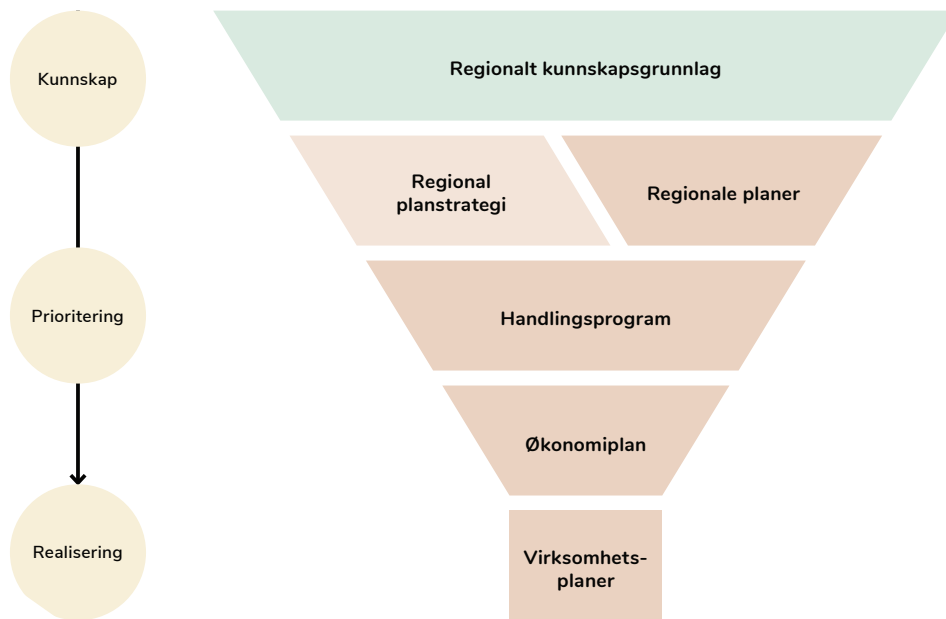 Kunnskap
Prioritering
Realisering
Regionalt kunnskapsgrunnlag
Regional
planstrategi
Regionale planer
Handlingsprogram
Økonomiplan
Virksomhets-
planer